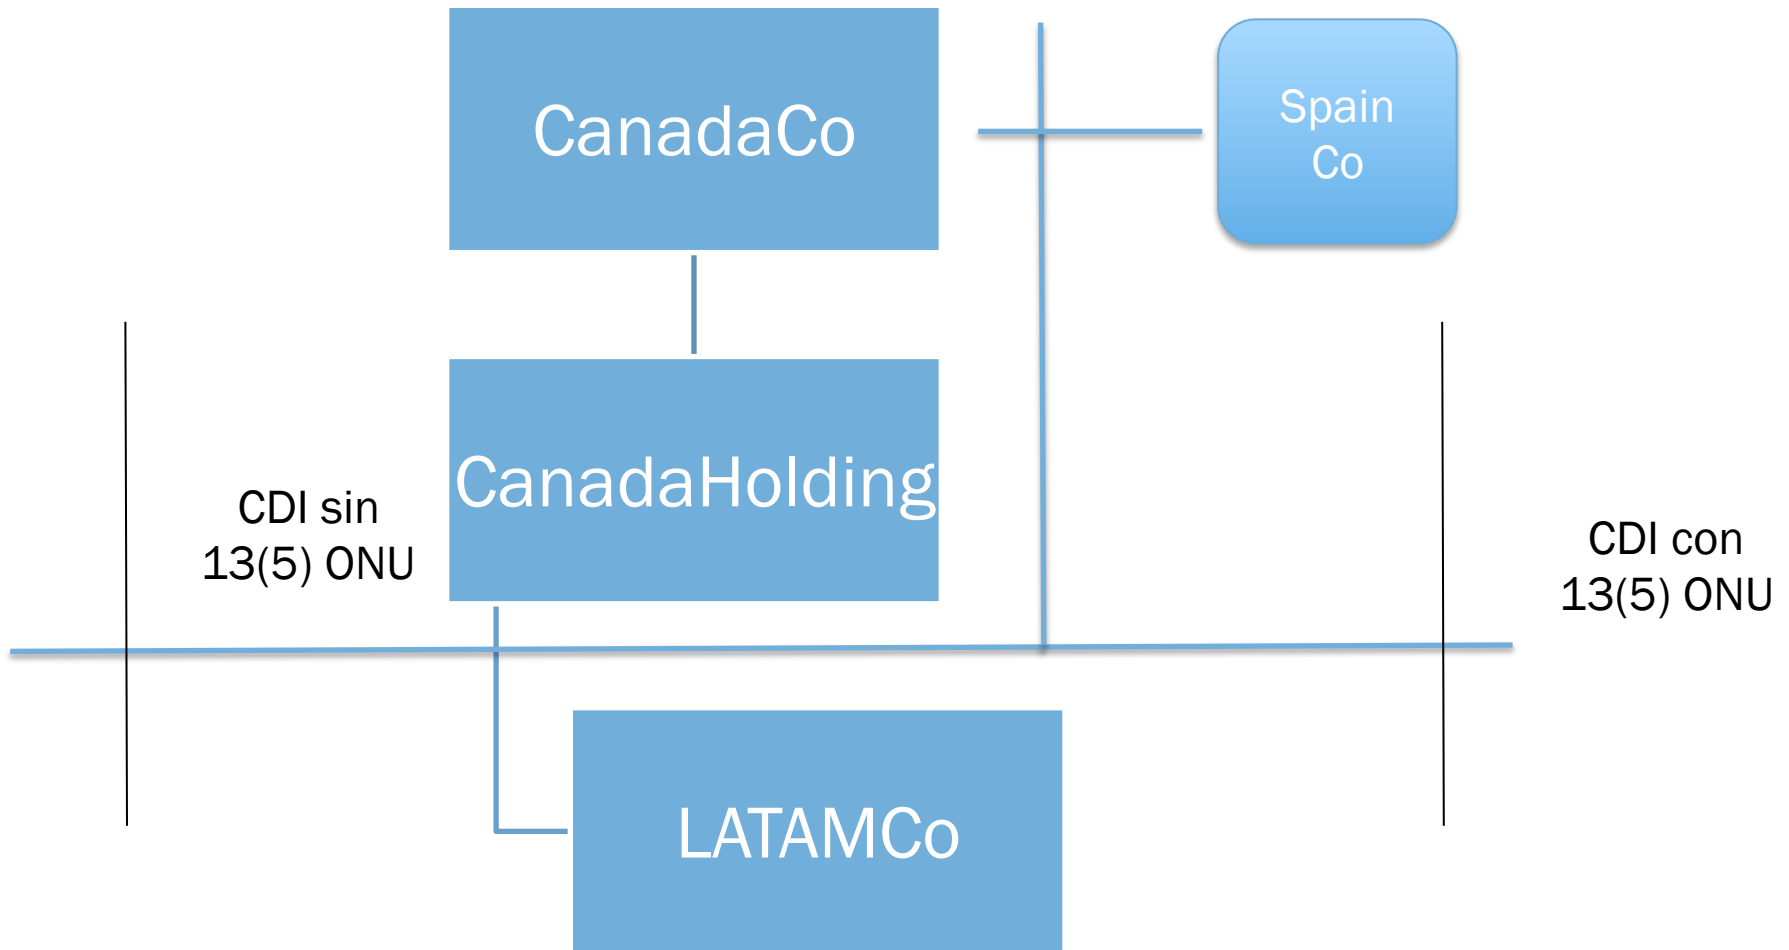 CanadaCo
Spain
Co
CanadaHolding
CDI sin
13(5) ONU
CDI con
13(5) ONU
LATAMCo